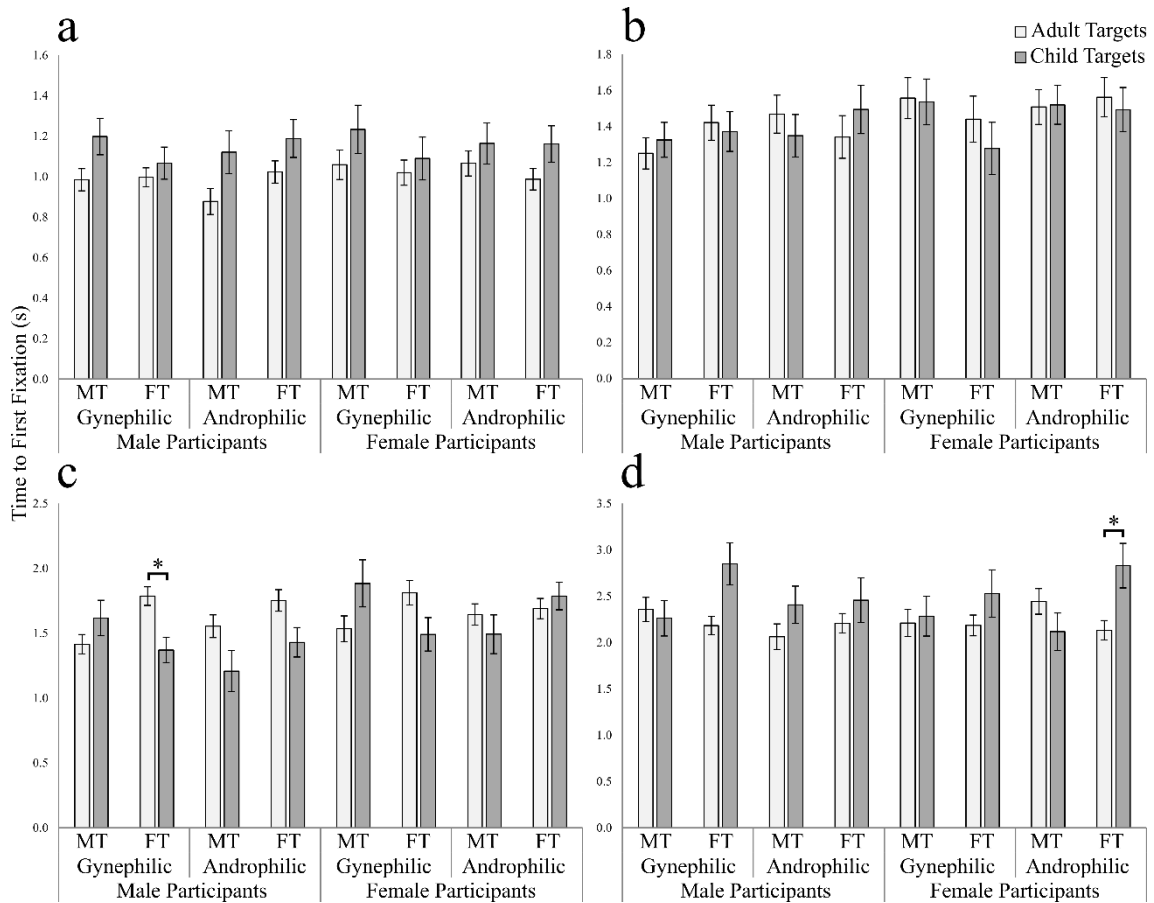 a
b
Adult Targets
Child Targets
Time to First Fixation (s)
1.6
1.4
1.2
1.0
0.8
0.6
0.4
0.2
0.0
MT FT MT FT MT FT MT FT
Gynephilic Androphilic Gynephilic Androphilic
Male Participants Female Participants
1.8
1.6
1.4
1.2
1.0
0.8
0.6
0.4
0.2
0.0
MT FT MT FT MT FT MT FT
Gynephilic Androphilic Gynephilic Androphilic
Male Participants Female Participants
c
2.5
2.0
1.5
1.0
0.5
0.0
*
MT FT MT FT MT FT MT FT
Gynephilic Androphilic Gynephilic Androphilic
Male Participants Female Participants
d
3.5
3.0
2.5
2.0
1.5
1.0
0.5
0.0
*
MT FT MT FT MT FT MT FT
Gynephilic Androphilic Gynephilic Androphilic
Male Participants Female Participants